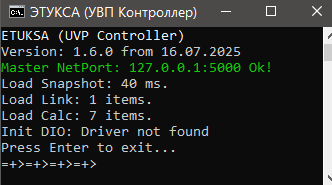 ЭТУКСА (УВП Контроллер)
ETUKSA (UVP Controller)
Version: 1.6.0 from 16.07.2025
Master NetPort: 127.0.0.1:5000 Ok!
Load Snapshot: 40 ms.
Load Link: 1 items.
Load Calc: 7 items.
Init DIO: Driver not found
Press Enter to exit...
=+>=+>=+>=+>